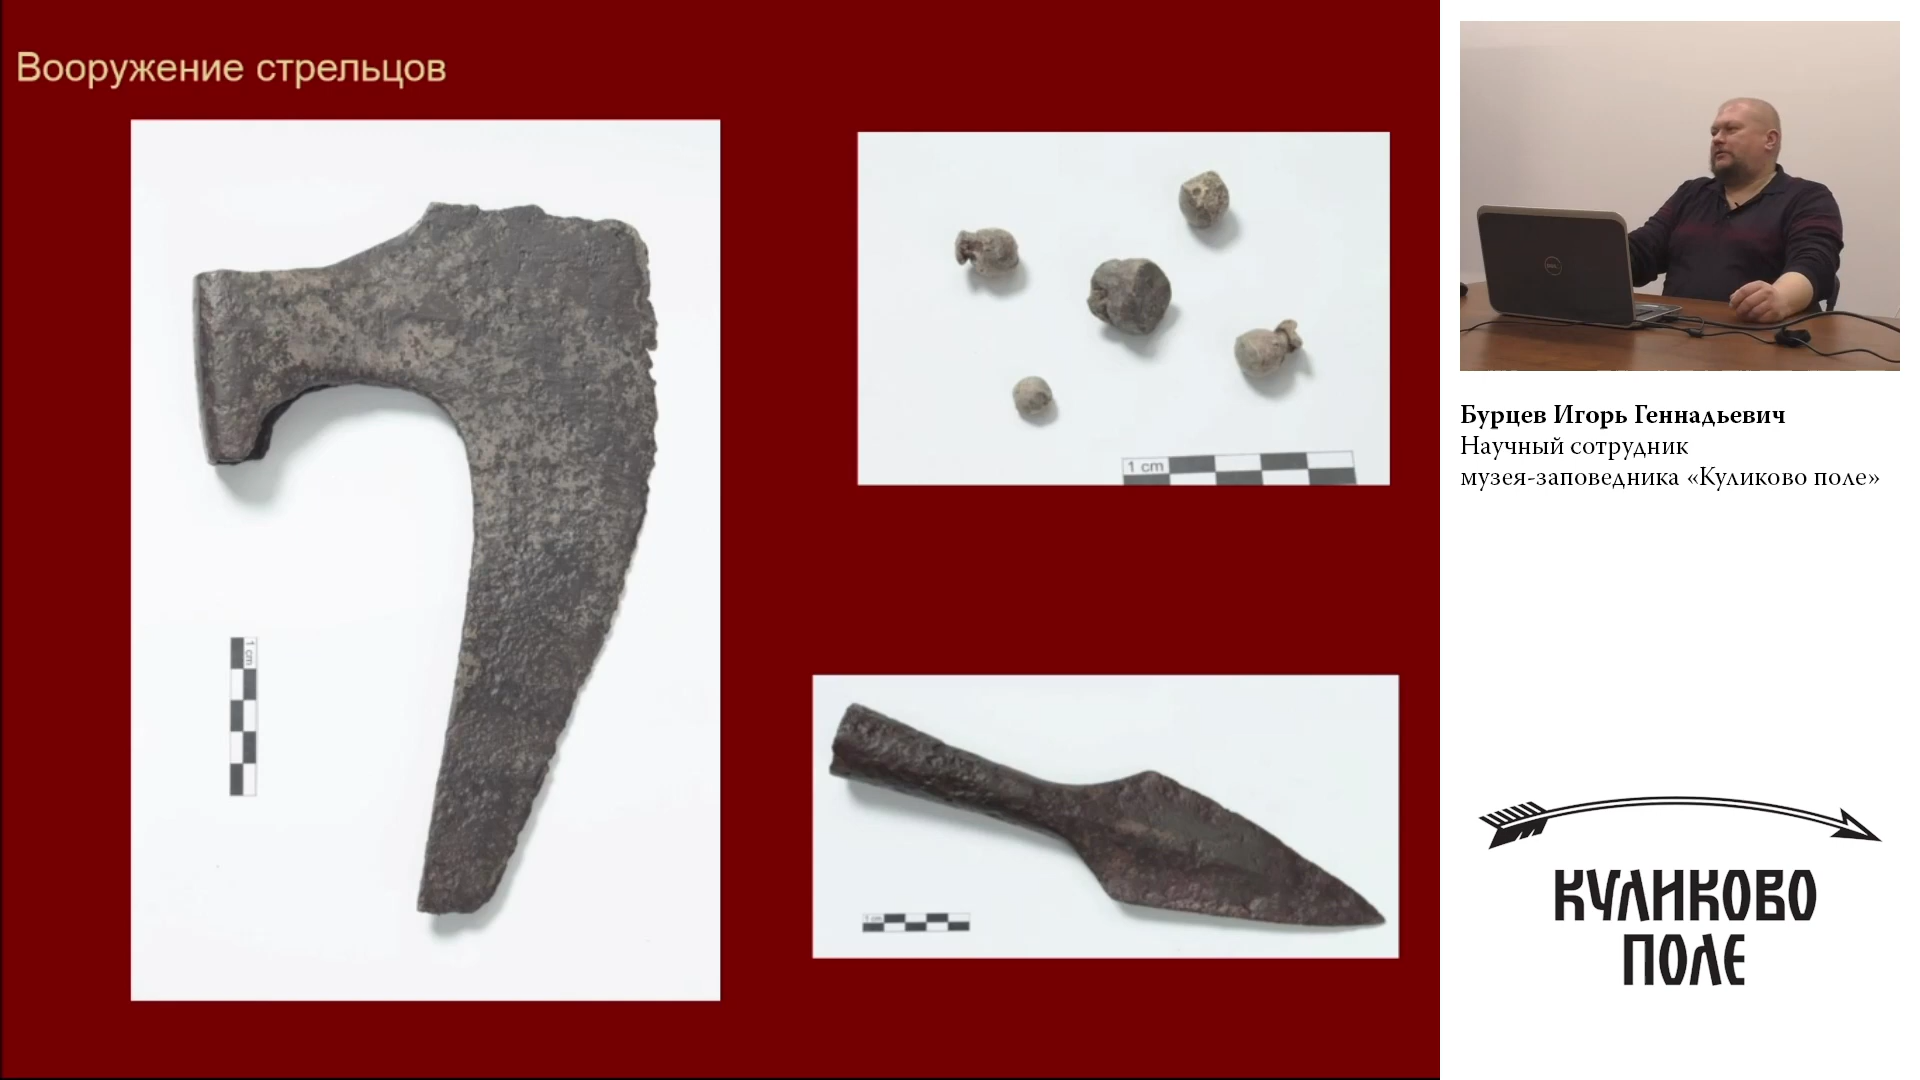 Вооружение стрельцов
1 cm
1 cm
1 cm
Бурцев Игорь Геннадьевич
Научный сотрудник
музея-заповедника «Куликово поле»
КУЛИКОВО
ПОЛЕ